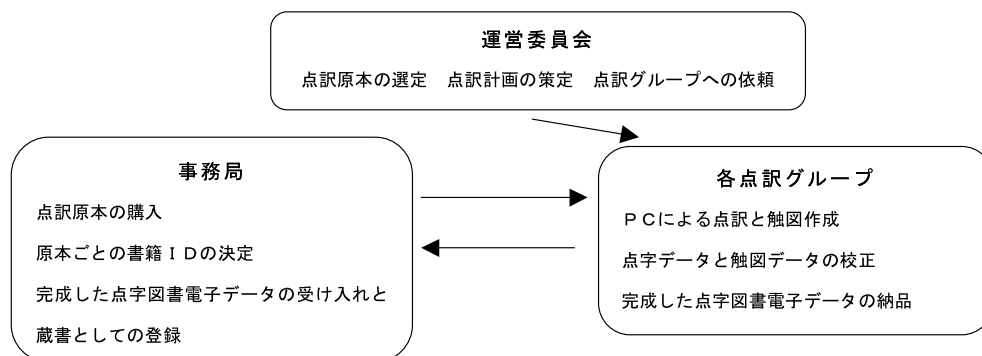 運営委員会
点訳原本の選定　点訳計画の策定　点訳グループへの依頼
事務局
点訳原本の購入
原本ごとの書籍ＩＤの決定
完成した点字図書電子データの受け入れと
蔵書としての登録
各点訳グループ
ＰＣによる点訳と触図作成
点字データと触図データの校正
完成した点字図書電子データの納品